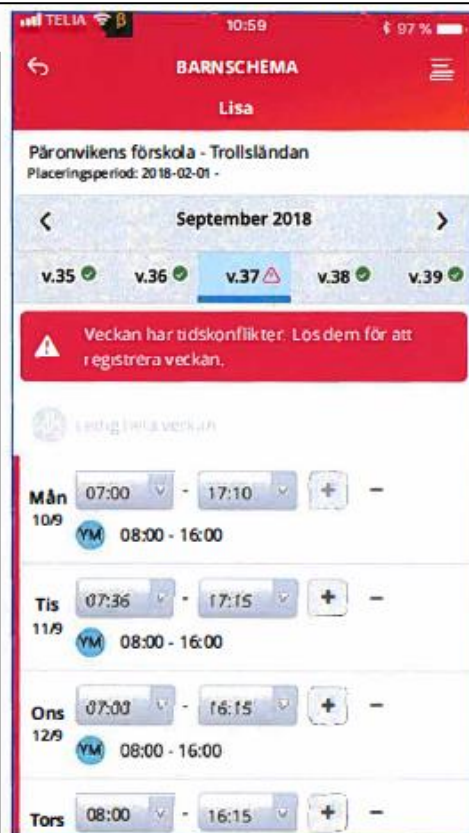 TELIA β 10:59 97 %
BARNSCHEMA
Lisa
Päronvikens förskola - Trollsländan
Placeringsperiod: 2018-02-01 -
< September 2018 >
v.35 v.36 v.37 v.38 v.39
Veckan har tidskonflikter. Lös dem för att
registrera veckan.
Ledig hela veckan
Mån 07:00 - 17:10 + -
10/9
YM 08:00 - 16:00
Tis 07:36 - 17:15 + -
11/9
YM 08:00 - 16:00
Ons 07:00 - 16:15 + -
12/9
YM 08:00 - 16:00
Tors 08:00 - 16:15 + -